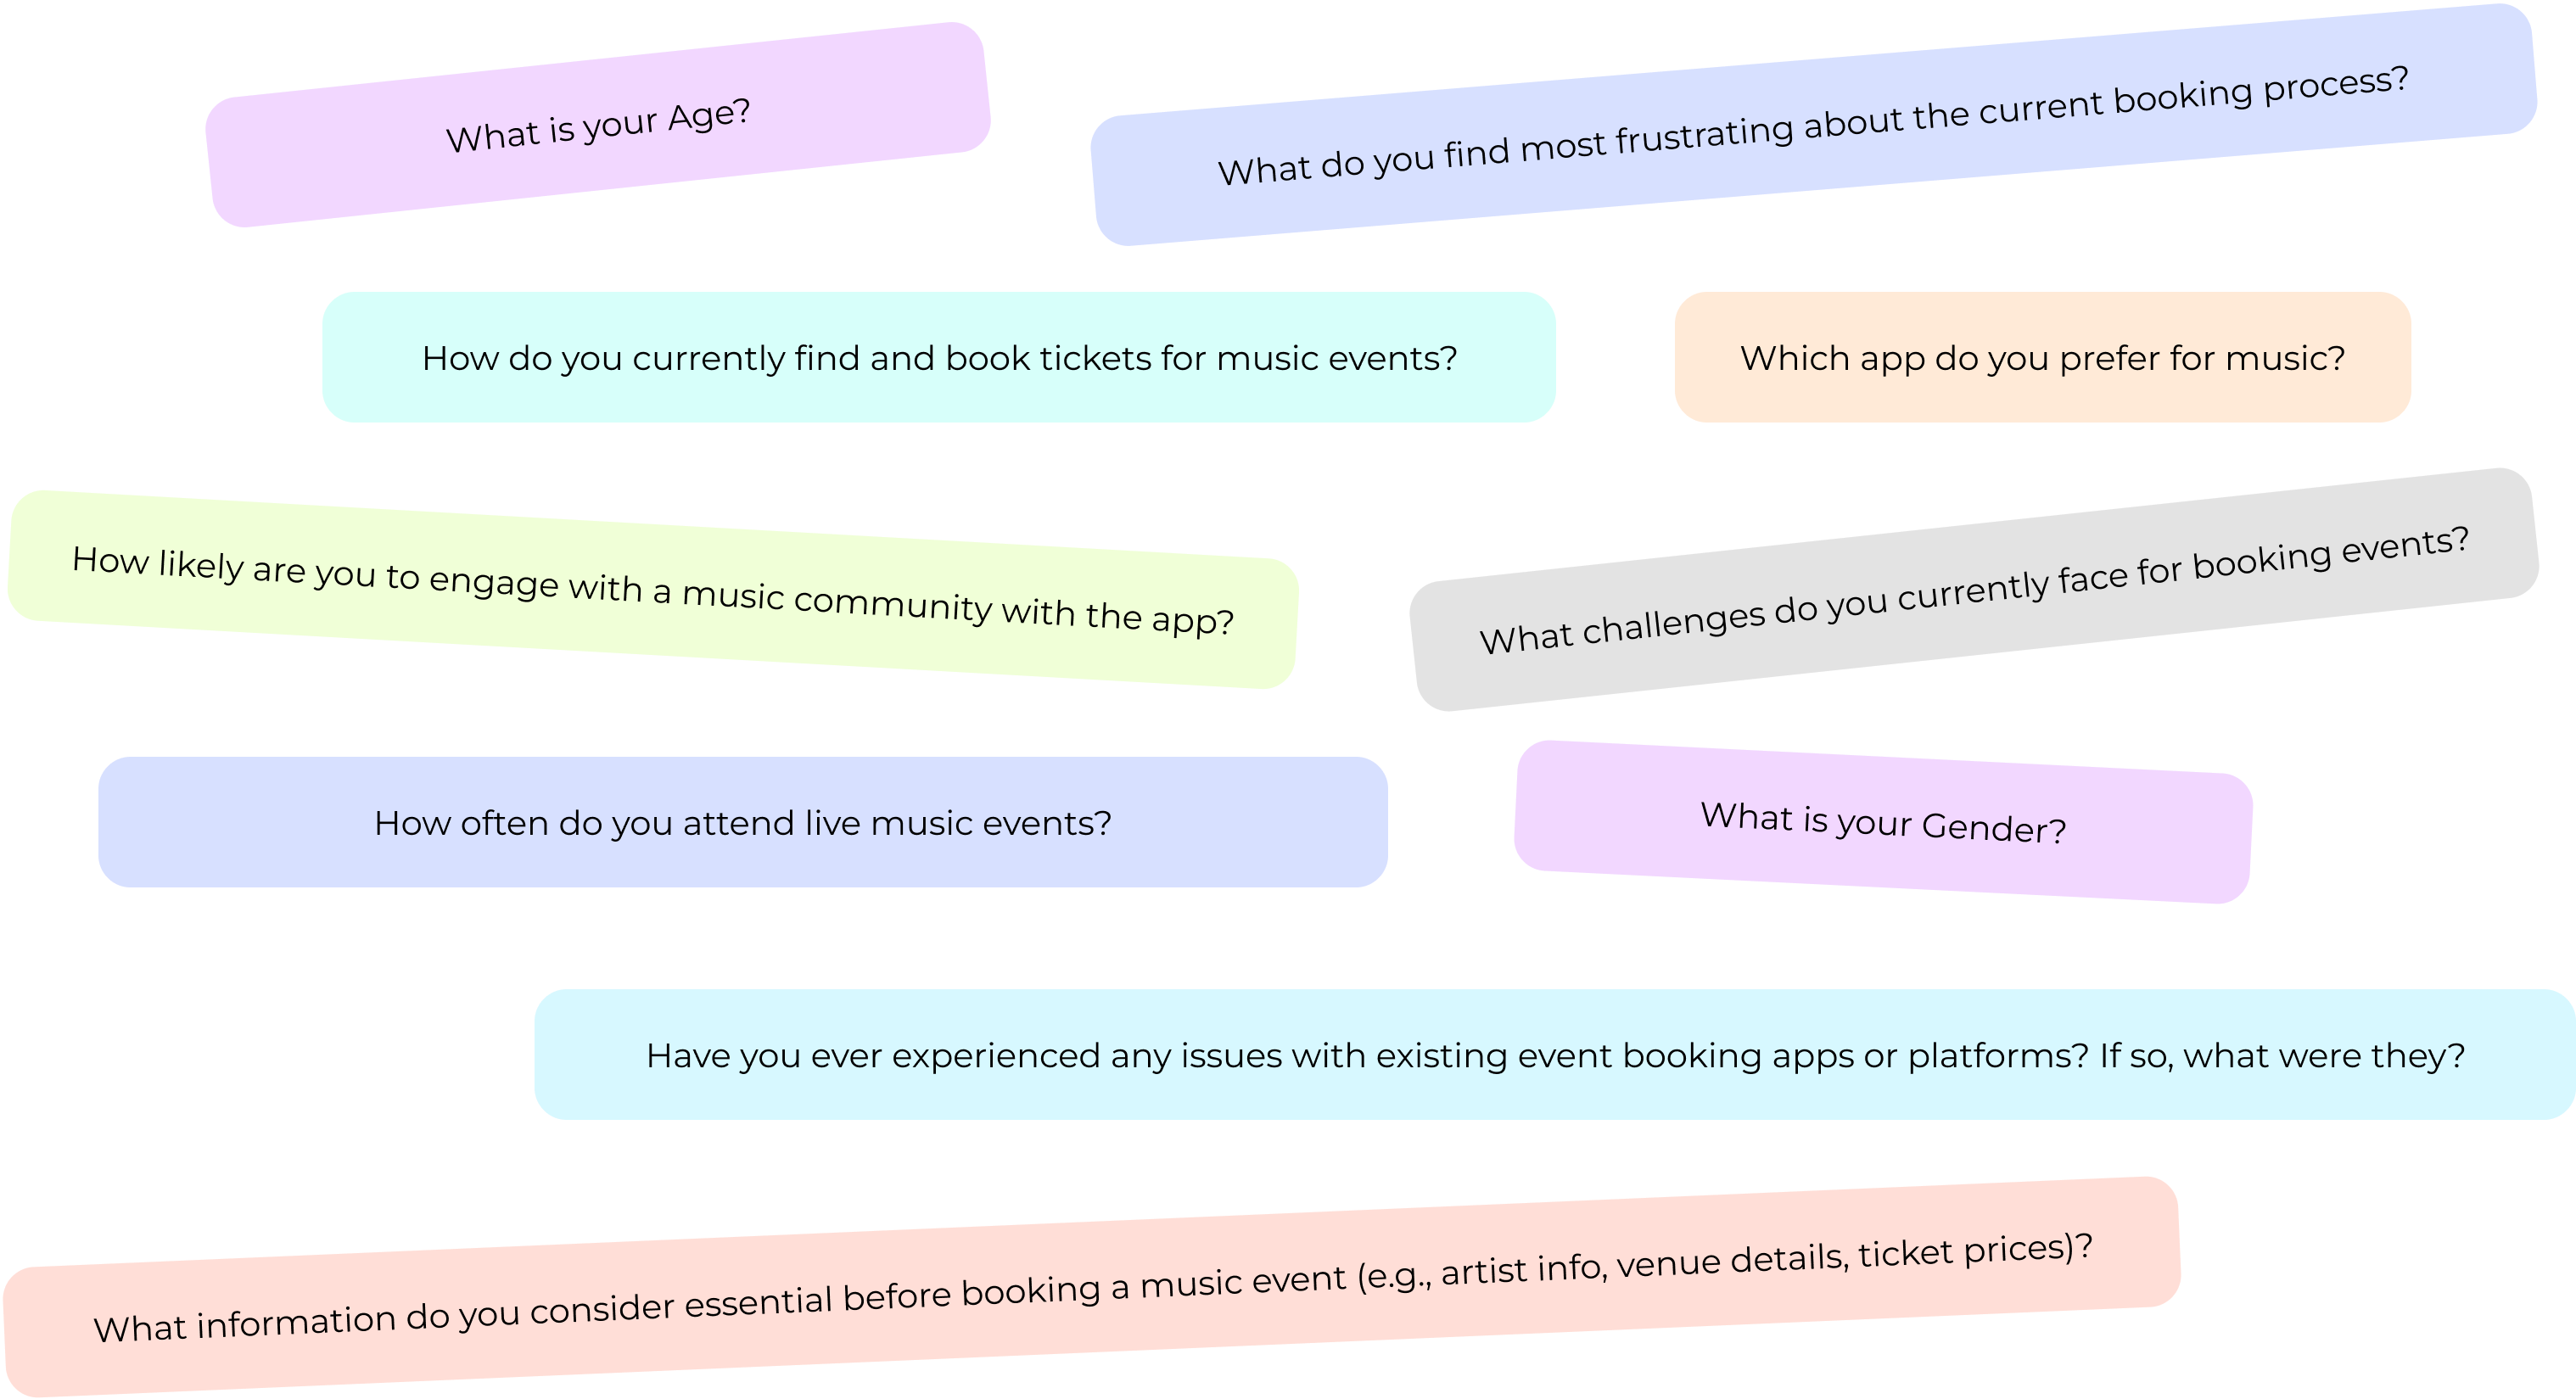 What is your Age?
What do you find most frustrating about the current booking process?
How do you currently find and book tickets for music events?
Which app do you prefer for music?
How likely are you to engage with a music community with the app?
What challenges do you currently face for booking events?
How often do you attend live music events?
What is your Gender?
Have you ever experienced any issues with existing event booking apps or platforms? If so, what were they?
What information do you consider essential before booking a music event (e.g., artist info, venue details, ticket prices)?